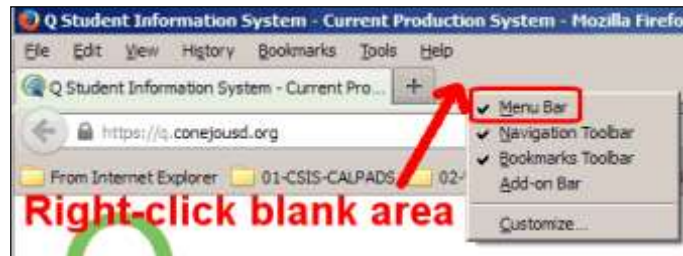 Q Student Information System - Current Production System - Mozilla Firefo
File Edit View History Bookmarks Tools Help
Q Student Information System - Current Pro... +
Menu Bar
https://q.conejousd.org
Navigation Toolbar
Bookmarks Toolbar
From Internet Explorer 01-CSIS-CALPADS 02-
Add-on Bar
Right-click blank area
Customize...